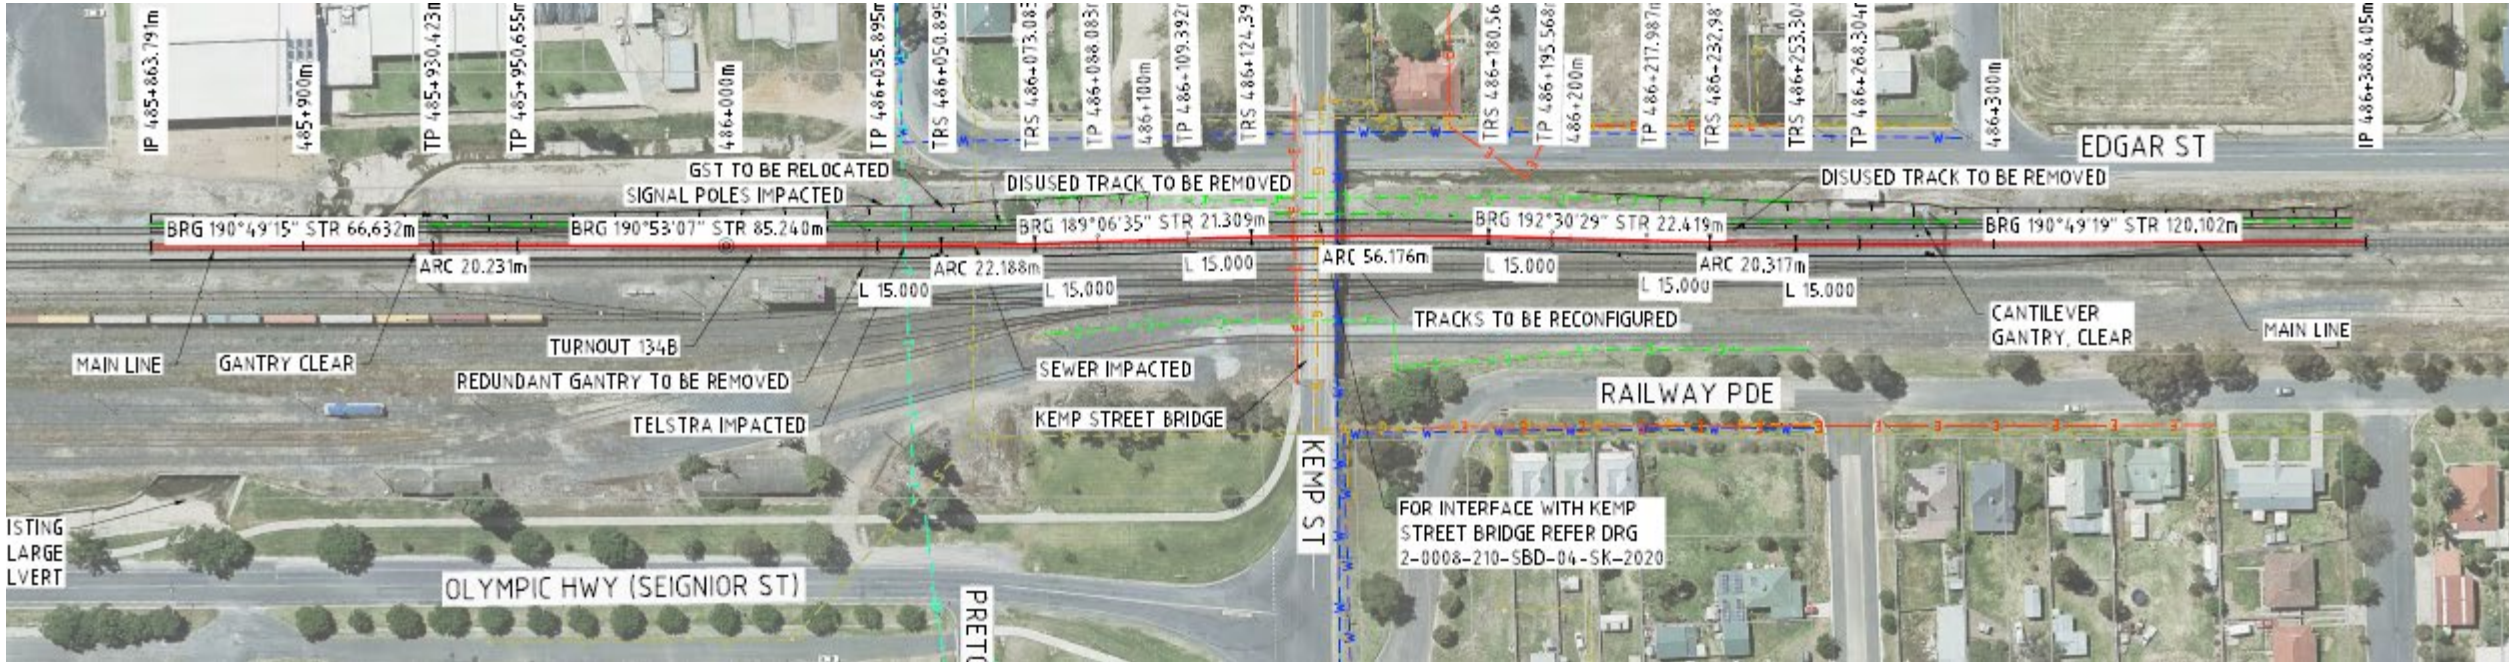 IP 485+863.791m
485+900m
TP 485+930.423m
TP 485+950.655m
486+000m
TP 486+035.895m
TRS 486+050.895
TRS 486+073.083
TP 486+088.083m
486+100m
TP 486+109.392m
TRS 486+124.39
TRS 486+180.56
TP 486+195.568m
486+200m
TP 486+217.987m
TRS 486+232.98
TRS 486+253.304
TP 486+268.304m
486+300m
IP 486+388.405m
EDGAR ST
GST TO BE RELOCATED
SIGNAL POLES IMPACTED
DISUSED TRACK TO BE REMOVED
DISUSED TRACK TO BE REMOVED
BRG 190°49'15" STR 66,632m
BRG 190°53'07" STR 85.240m
BRG 189°06'35" STR 21.309m
BRG 192°30'29" STR 22.419m
BRG 190°49'19" STR 120,102m
ARC 20.231m
ARC 22.188m
ARC 56.176m
ARC 20,317m
L 15.000
L 15,000
L 15.000
L 15.000
L 15.000
L 15.000
MAIN LINE
GANTRY CLEAR
TURNOUT 134B
REDUNDANT GANTRY TO BE REMOVED
TELSTRA IMPACTED
SEWER IMPACTED
KEMP STREET BRIDGE
TRACKS TO BE RECONFIGURED
CANTILEVER
GANTRY, CLEAR
MAIN LINE
RAILWAY PDE
KEMP ST
FOR INTERFACE WITH KEMP
STREET BRIDGE REFER DRG
2-0008-210-SBD-04-SK-2020
ISTING
LARGE
LVERT
OLYMPIC HWY (SEIGNIOR ST)
PRETO